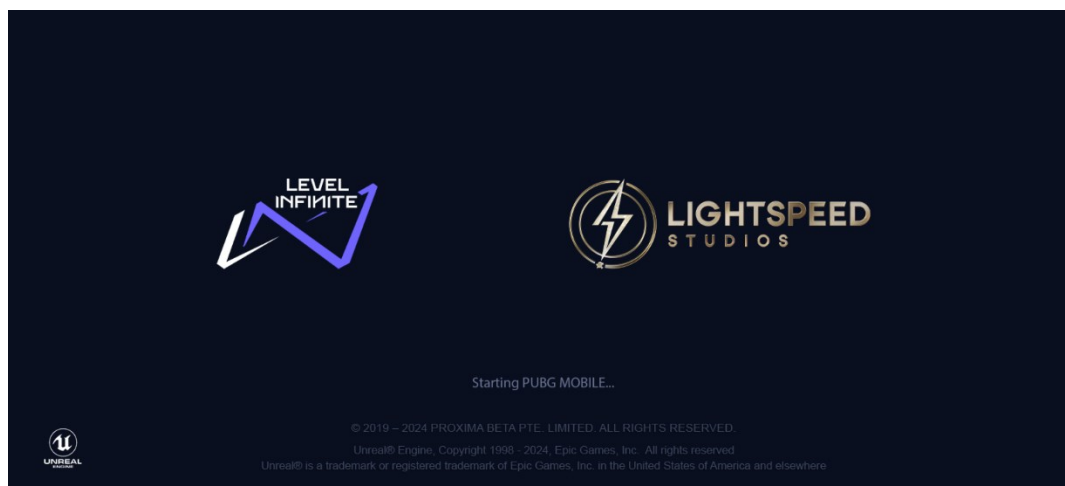 LEVEL
INFINITE
LIGHTSPEED
STUDIOS
Starting PUBG MOBILE...
© 2019 – 2024 PROXIMA BETA PTE. LIMITED. ALL RIGHTS RESERVED.
Unreal® Engine, Copyright 1998 - 2024, Epic Games, Inc. All rights reserved
Unreal® is a trademark or registered trademark of Epic Games, Inc. in the United States of America and elsewhere
UNREAL
ENGINE